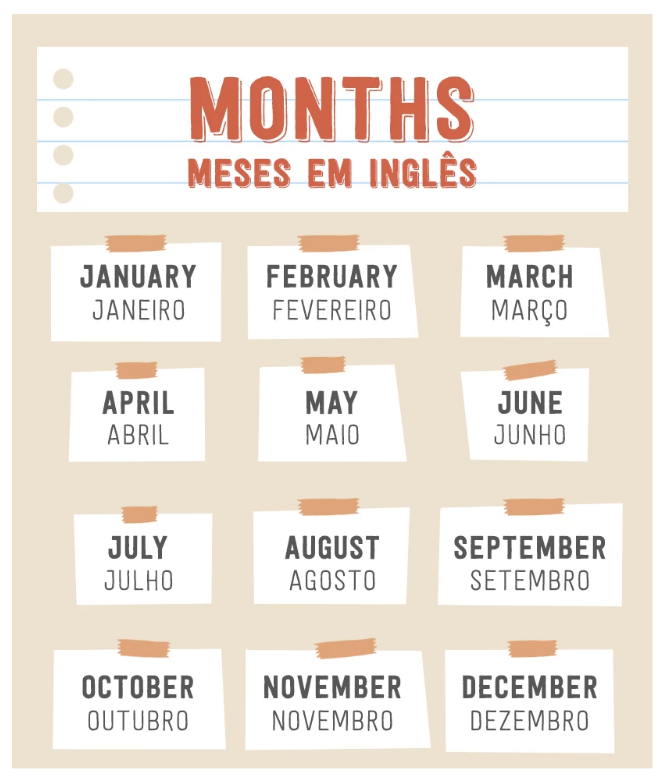 MONTHS
MESES EM INGLÊS
JANUARY
JANEIRO
FEBRUARY
FEVEREIRO
MARCH
MARÇO
APRIL
ABRIL
MAY
MAIO
JUNE
JUNHO
JULY
JULHO
AUGUST
AGOSTO
SEPTEMBER
SETEMBRO
OCTOBER
OUTUBRO
NOVEMBER
NOVEMBRO
DECEMBER
DEZEMBRO